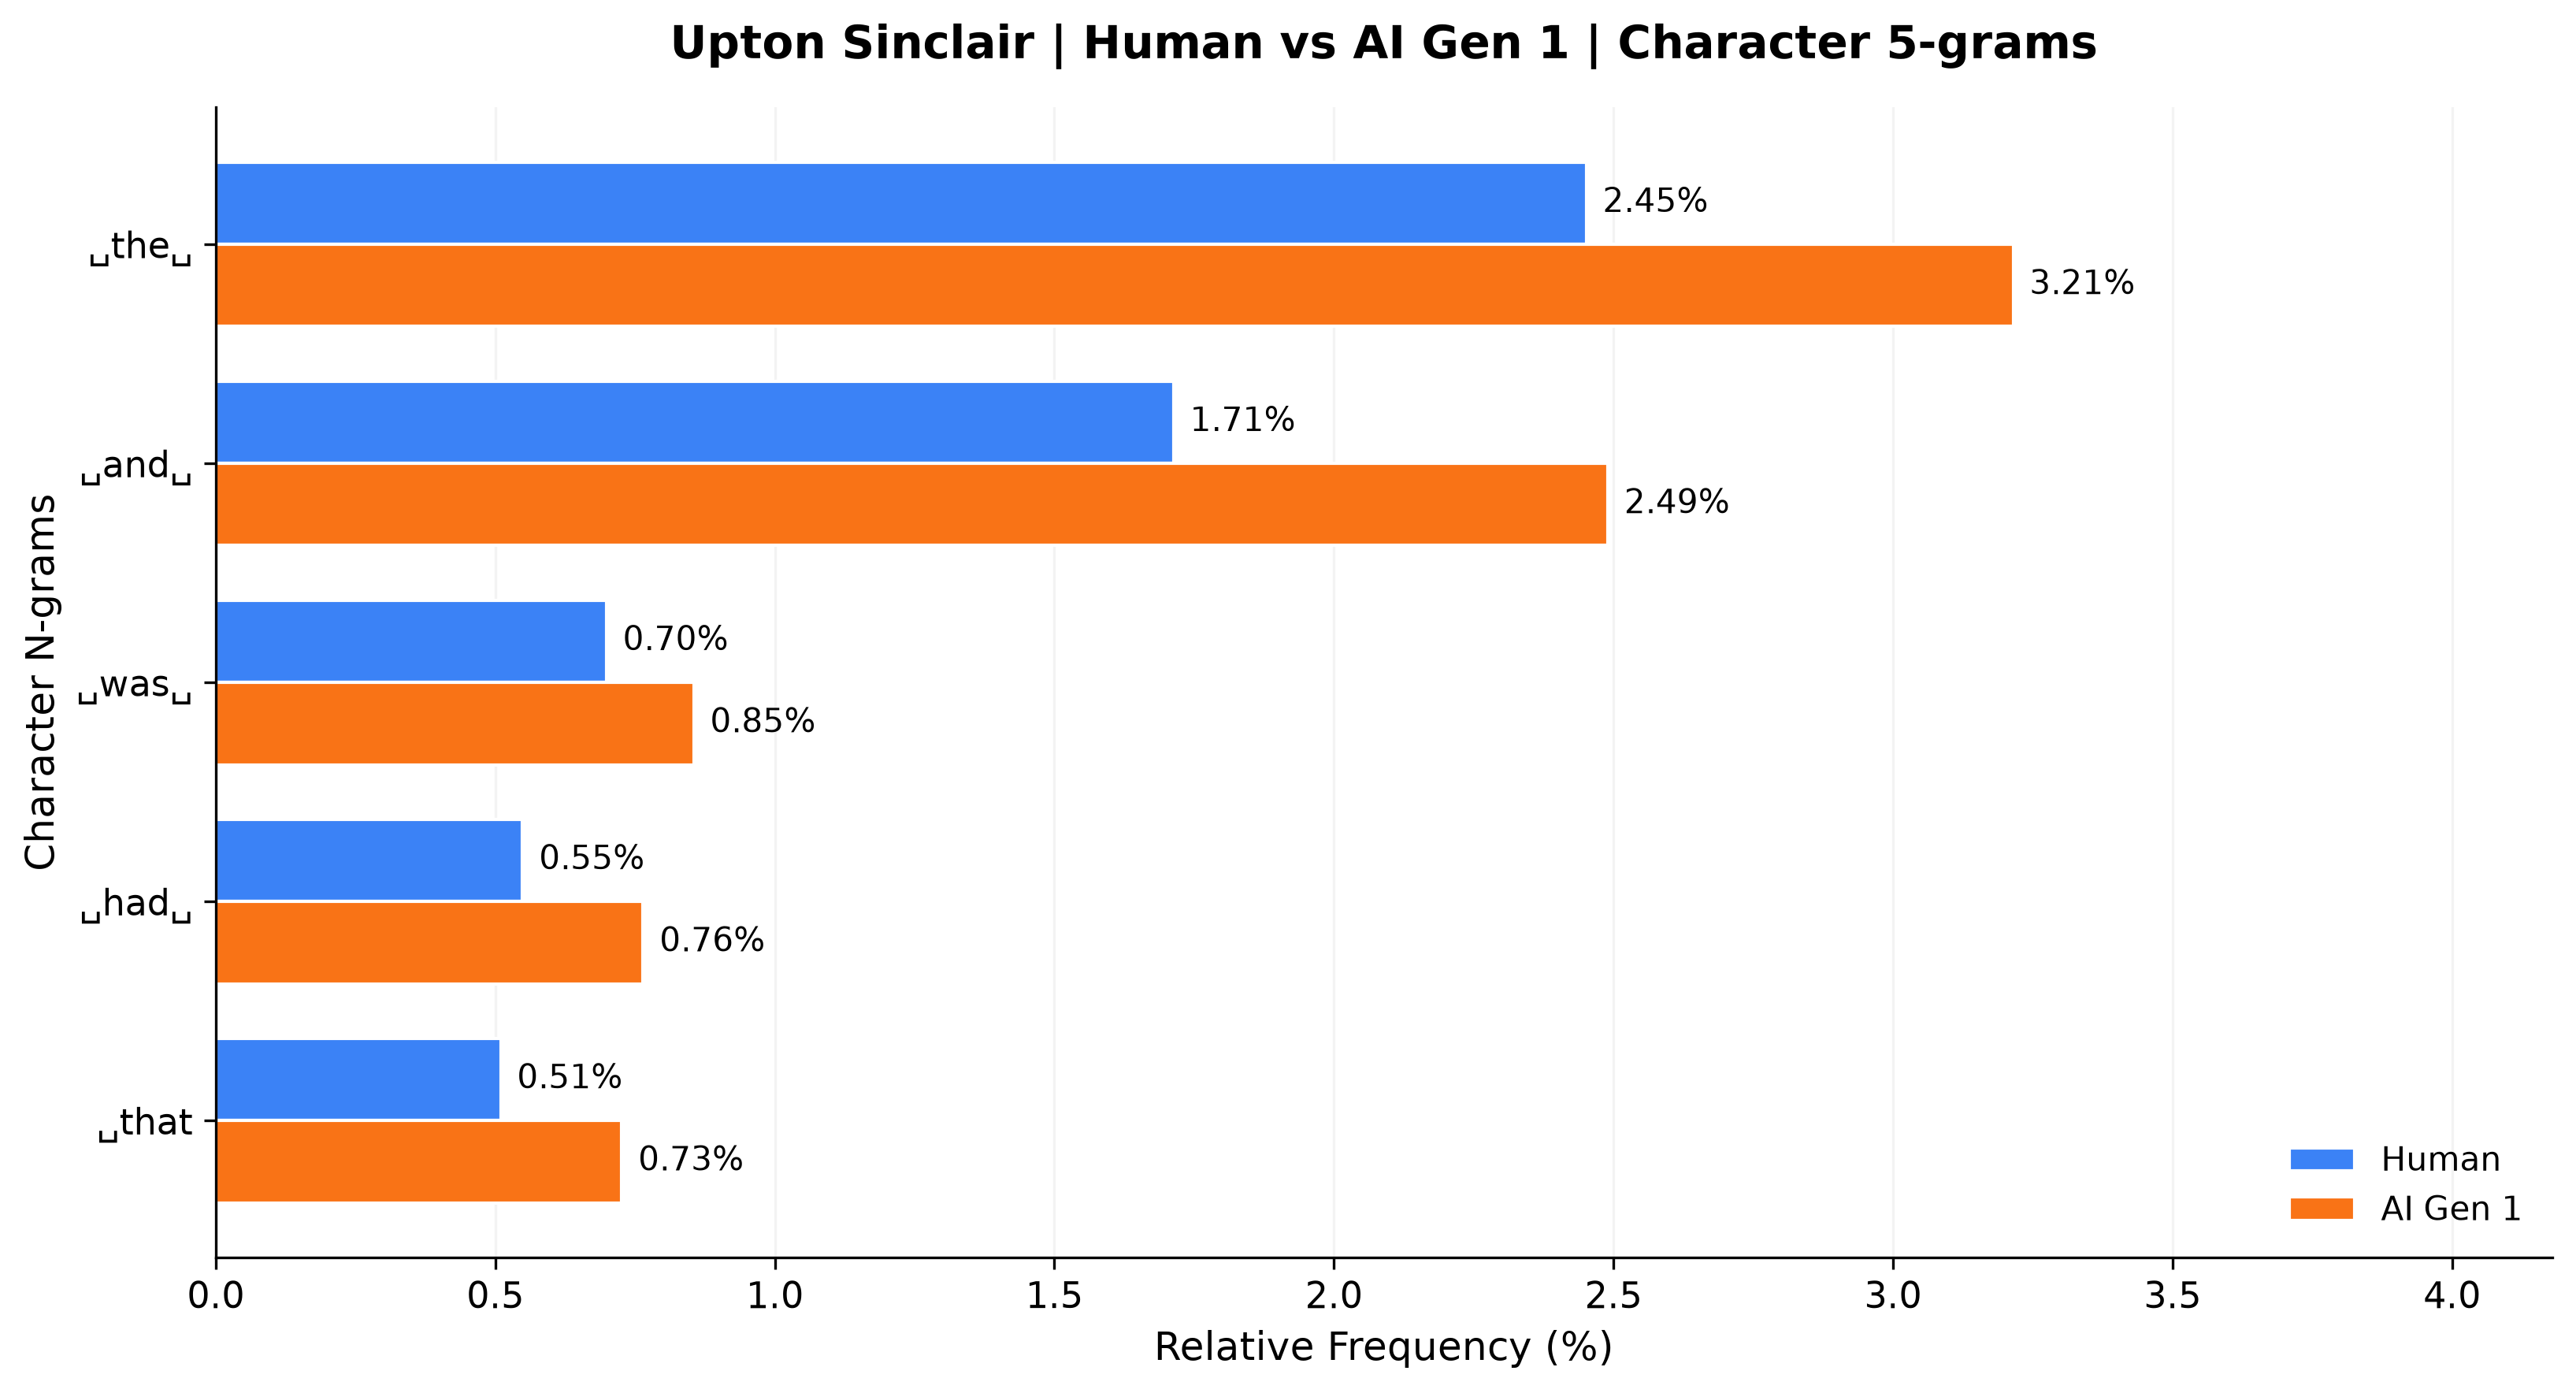 Upton Sinclair | Human vs AI Gen 1 | Character 5-grams
Character N-grams
␣the␣
2.45%
3.21%
␣and␣
1.71%
2.49%
␣was␣
0.70%
0.85%
␣had␣
0.55%
0.76%
␣that
0.51%
0.73%
Human
AI Gen 1
0.0 0.5 1.0 1.5 2.0 2.5 3.0 3.5 4.0
Relative Frequency (%)